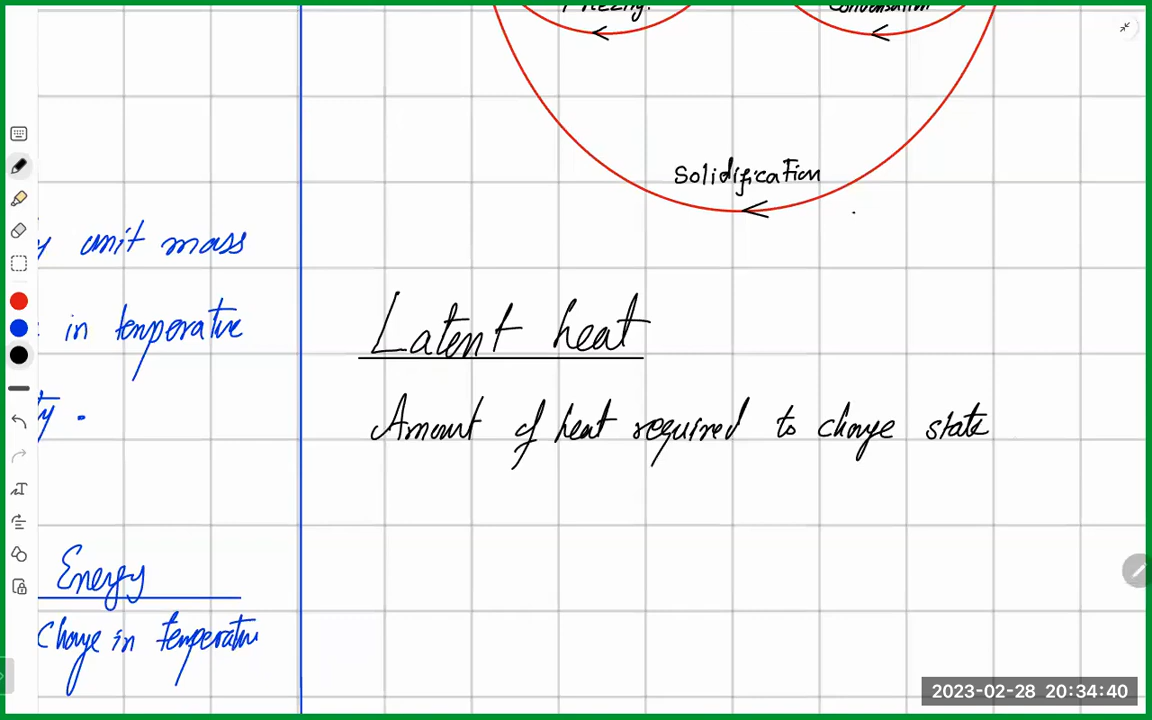 Freezing.
Condensation
Solidification
unit mass
in temperature
ty.
Energy
Change in temperature
Latent heat
Amount of heat required to change state
2023-02-28 20:34:40